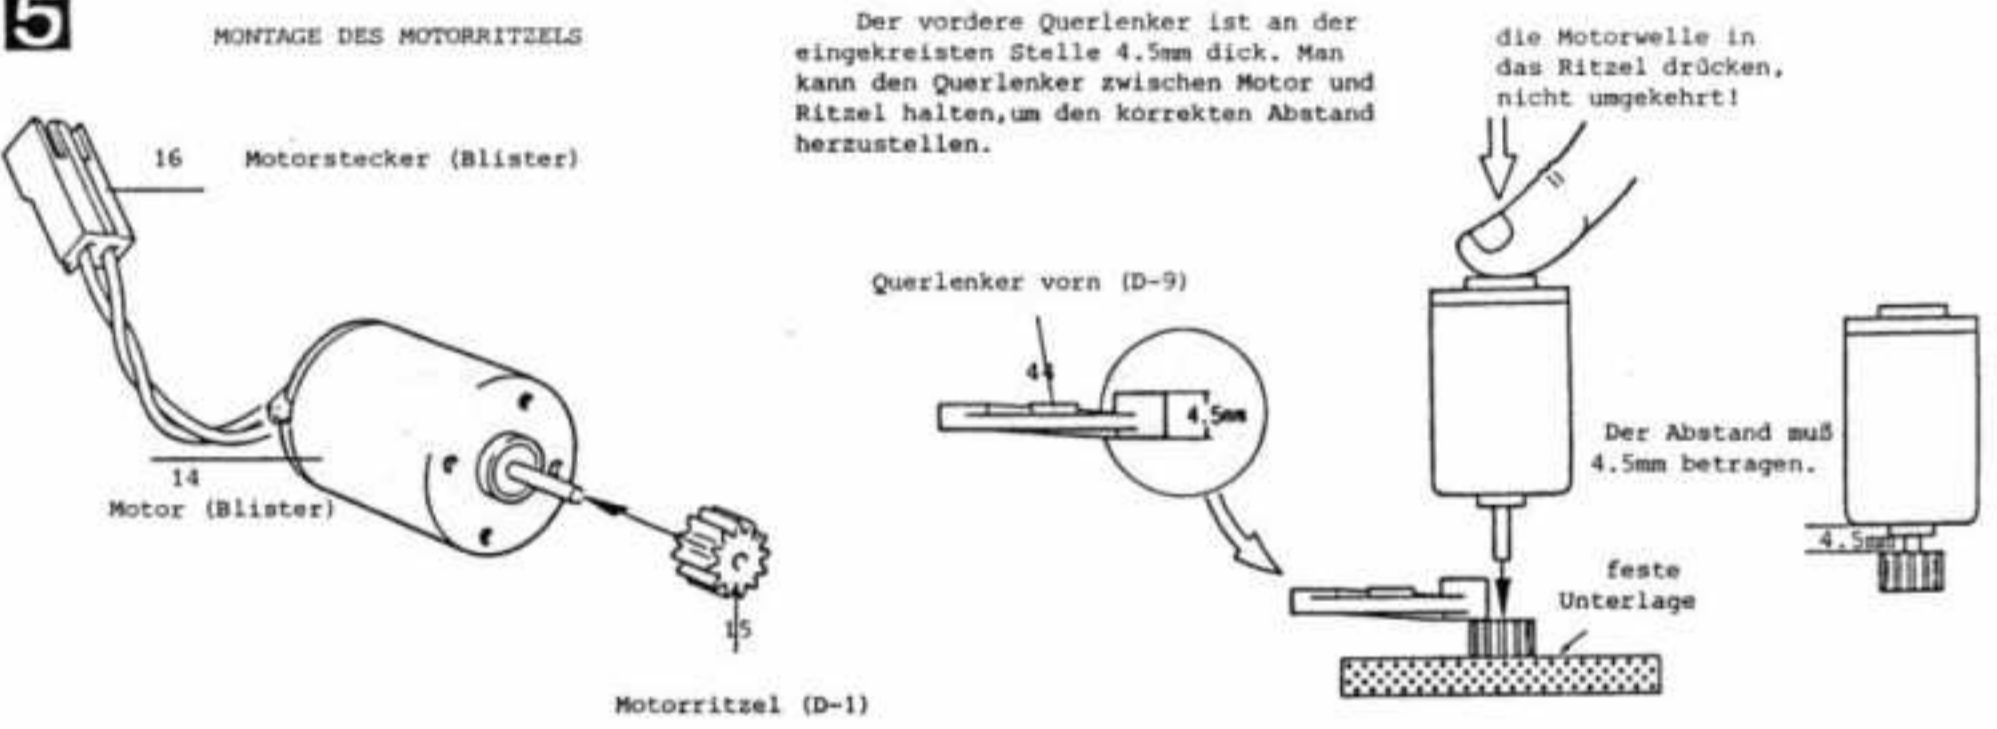 5
MONTAGE DES MOTORRITZELS
Der vordere Querlenker ist an der
eingekreisten Stelle 4.5mm dick. Man
kann den Querlenker zwischen Motor und
Ritzel halten,um den korrekten Abstand
herzustellen.
die Motorwelle in
das Ritzel drücken,
nicht umgekehrt!
16 Motorstecker (Blister)
Querlenker vorn (D-9)
44
4.5mm
Der Abstand muß
4.5mm betragen.
14
Motor (Blister)
4.5mm
feste
Unterlage
15
Motorritzel (D-1)